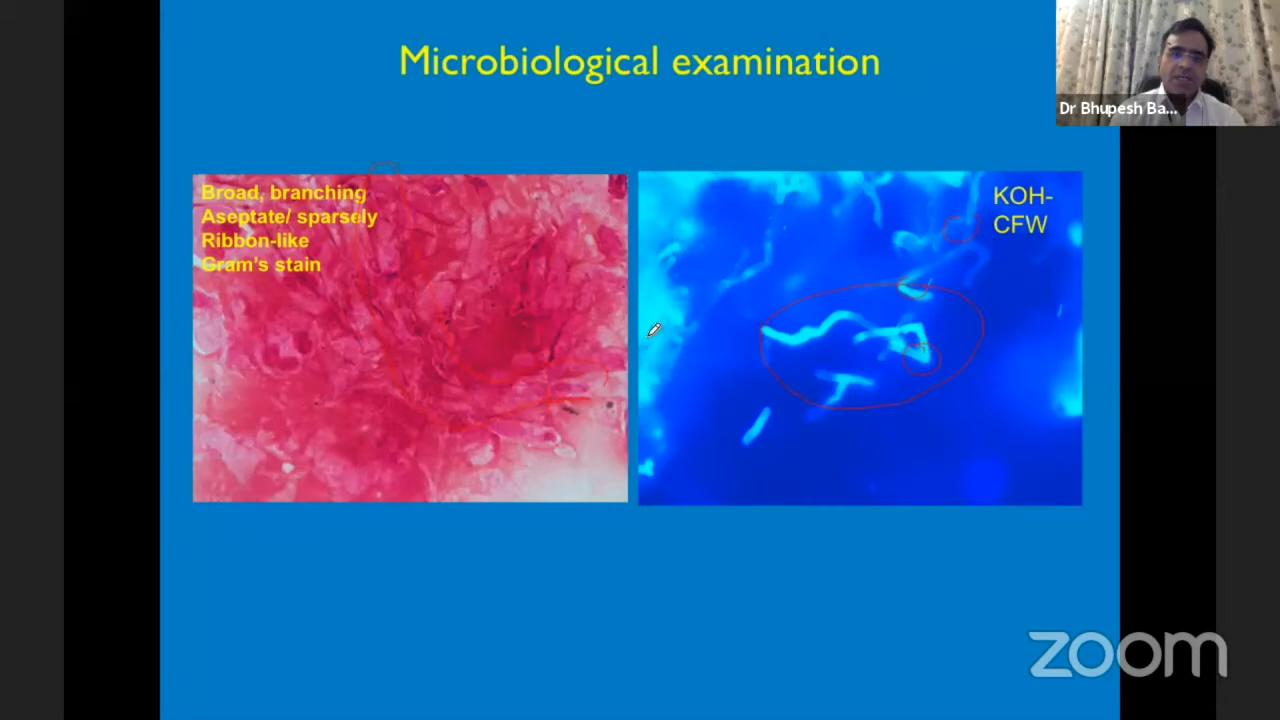 Microbiological examination
Dr Bhupesh Ba...
Broad, branching
Aseptate/ sparsely
Ribbon-like
Gram's stain
KOH-
CFW
zoom